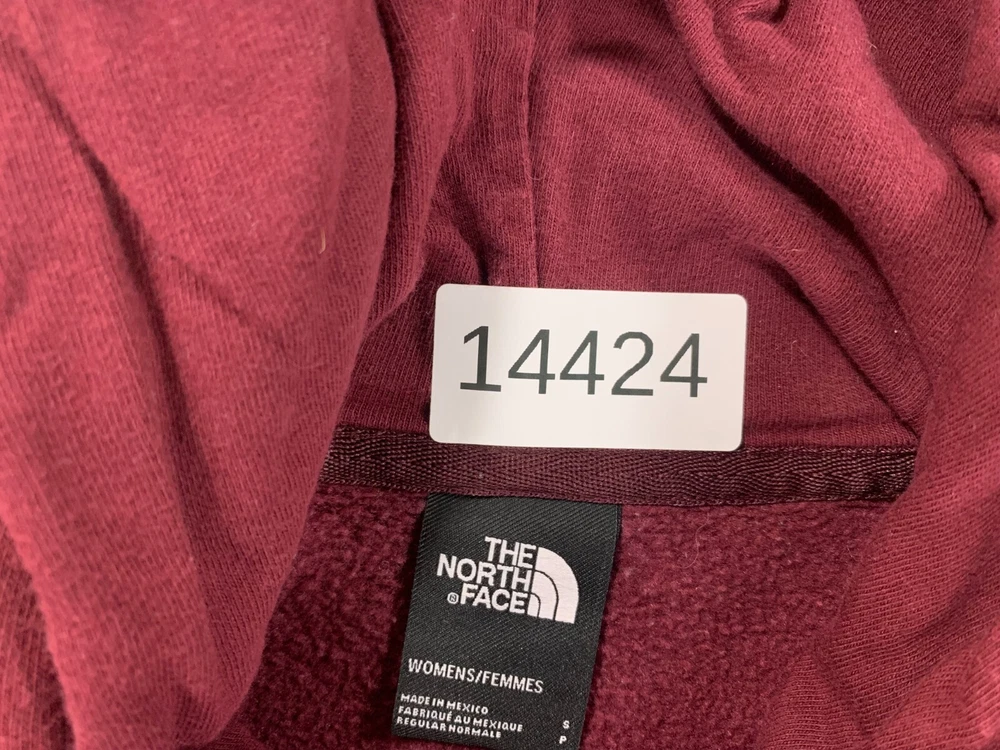 14424
THE
NORTH
®FACE
WOMENS/FEMMES
MADE IN MEXICO
FABRIQUÉ AU MEXIQUE
REGULAR NORMALE
S
P